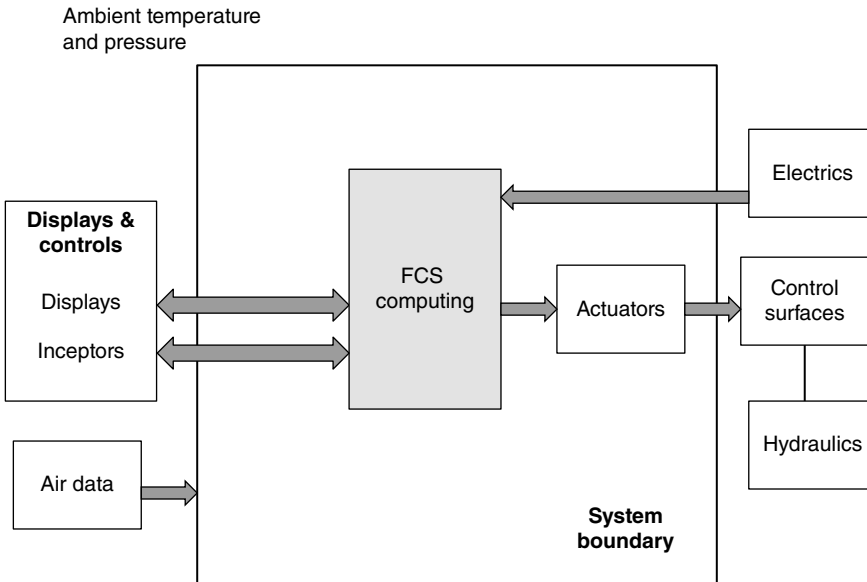 Ambient temperature
and pressure
Electrics
Displays &
controls
Displays
Inceptors
FCS
computing
Actuators
Control
surfaces
Hydraulics
Air data
System
boundary